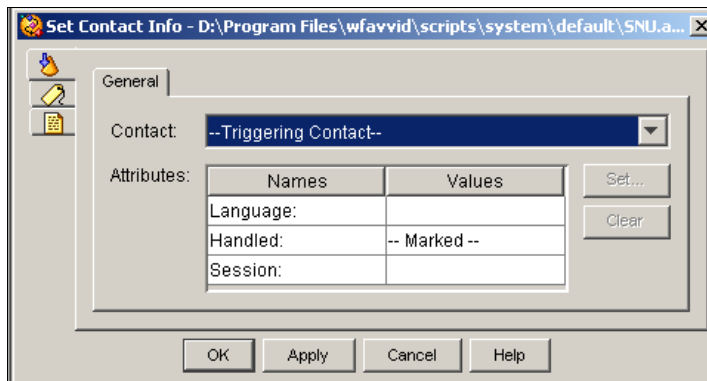 Set Contact Info - D:\Program Files\wfavvid\scripts\system\default\SNU.a...
General
Contact: --Triggering Contact--
Attributes: Names Values Set...
Language:
Handled: -- Marked -- Clear
Session:
OK Apply Cancel Help